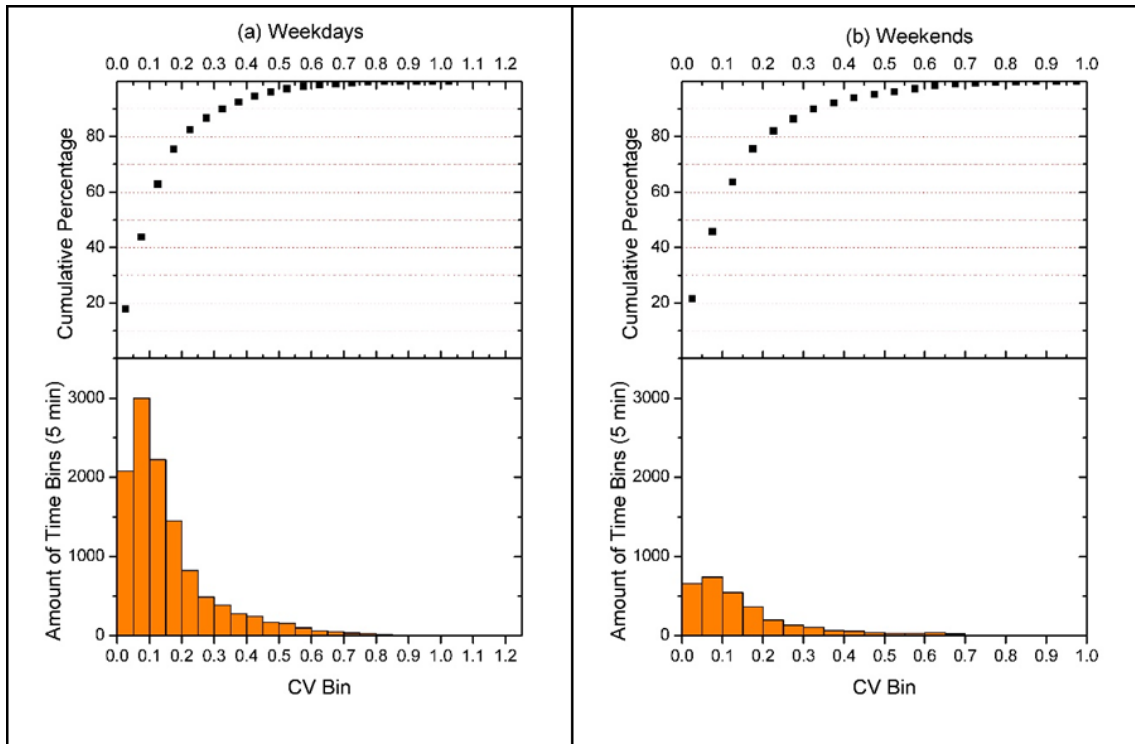 (a) Weekdays
0.0 0.1 0.2 0.3 0.4 0.5 0.6 0.7 0.8 0.9 1.0 1.1 1.2
Cumulative Percentage
80
60
40
20
Amount of Time Bins (5 min)
3000
2000
1000
0
0.0 0.1 0.2 0.3 0.4 0.5 0.6 0.7 0.8 0.9 1.0 1.1 1.2
CV Bin
(b) Weekends
0.0 0.1 0.2 0.3 0.4 0.5 0.6 0.7 0.8 0.9 1.0
Cumulative Percentage
80
60
40
20
Amount of Time Bins (5 min)
3000
2000
1000
0
0.0 0.1 0.2 0.3 0.4 0.5 0.6 0.7 0.8 0.9 1.0
CV Bin